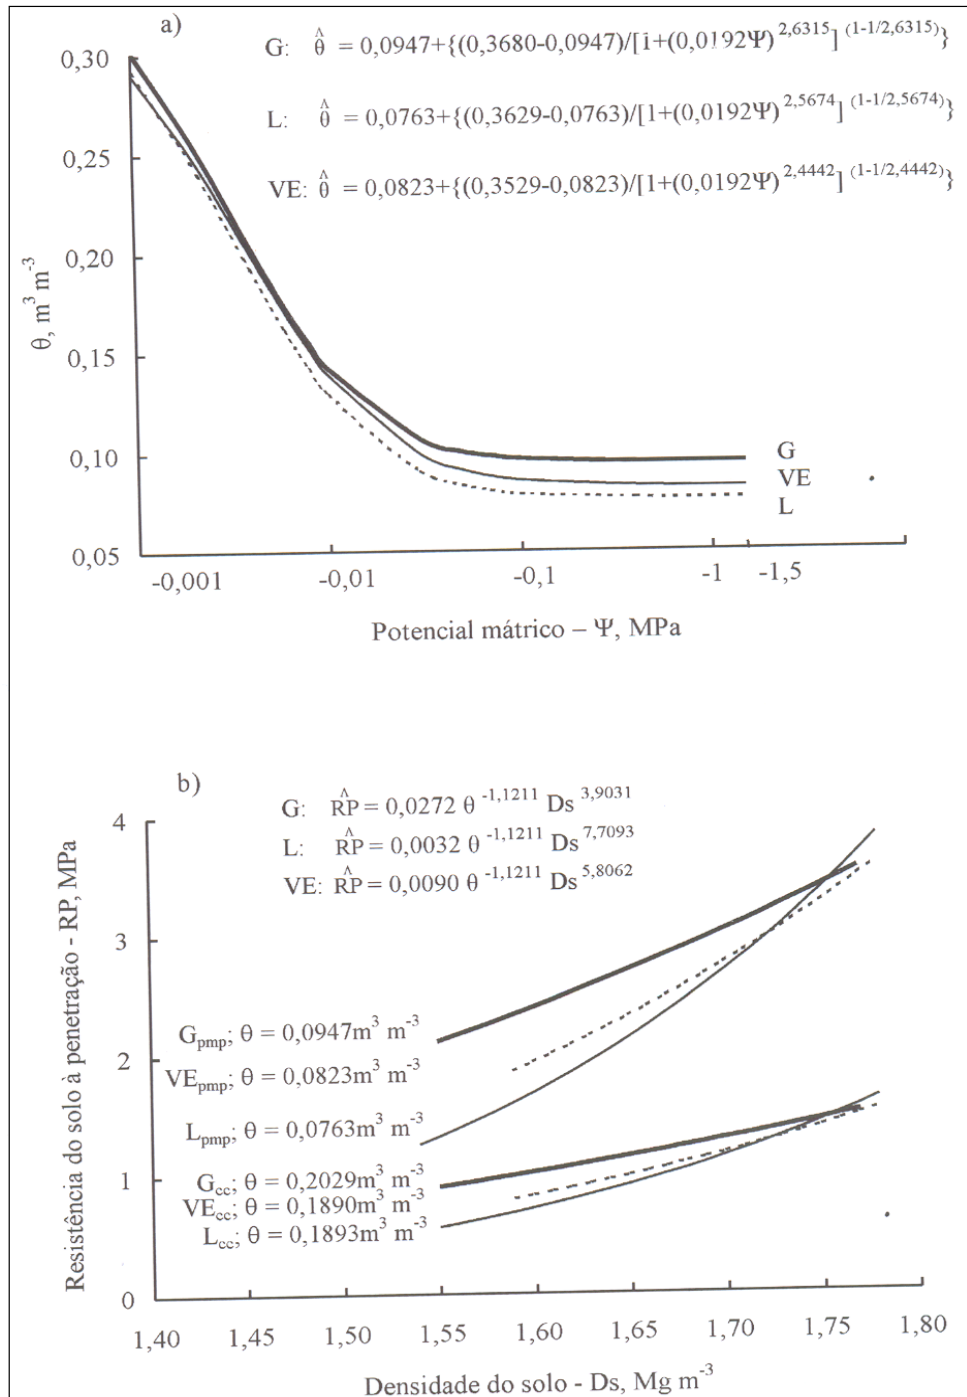 a)
G: θ̂ = 0,0947+{(0,3680-0,0947)/[1+(0,0192Ψ)^2,6315](1-1/2,6315)}
L: θ̂ = 0,0763+{(0,3629-0,0763)/[1+(0,0192Ψ)^2,5674](1-1/2,5674)}
VE: θ̂ = 0,0823+{(0,3529-0,0823)/[1+(0,0192Ψ)^2,4442](1-1/2,4442)}
θ, m³ m⁻³
0,30
0,25
0,20
0,15
0,10
0,05
G
VE
L
-0,001 -0,01 -0,1 -1 -1,5
Potencial mátrico – Ψ, MPa
b)
G: R̂P = 0,0272 θ^-1,1211 Ds^3,9031
L: R̂P = 0,0032 θ^-1,1211 Ds^7,7093
VE: R̂P = 0,0090 θ^-1,1211 Ds^5,8062
Resistência do solo à penetração - RP, MPa
4
3
2
1
0
Gpmp; θ = 0,0947m³ m⁻³
VEpmp; θ = 0,0823m³ m⁻³
Lpmp; θ = 0,0763m³ m⁻³
Gcc; θ = 0,2029m³ m⁻³
VEcc; θ = 0,1890m³ m⁻³
Lcc; θ = 0,1893m³ m⁻³
1,40 1,45 1,50 1,55 1,60 1,65 1,70 1,75 1,80
Densidade do solo - Ds, Mg m⁻³